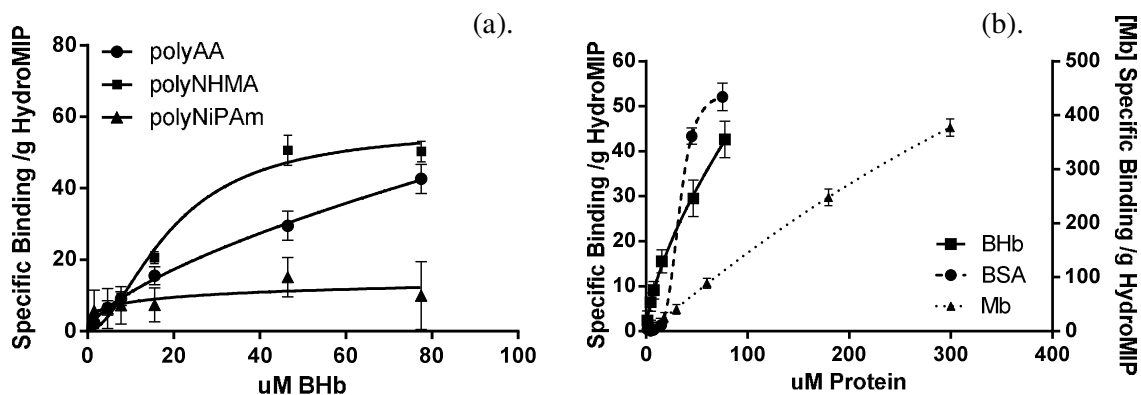 (a).
polyAA
polyNHMA
polyNiPAm
Specific Binding /g HydroMIP
80
60
40
20
0
0 20 40 60 80 100
uM BHb
(b).
Specific Binding /g HydroMIP
60
50
40
30
20
10
0
0 100 200 300 400
uM Protein
BHb
BSA
Mb
500
400
300
200
100
0
[Mb] Specific Binding /g HydroMIP